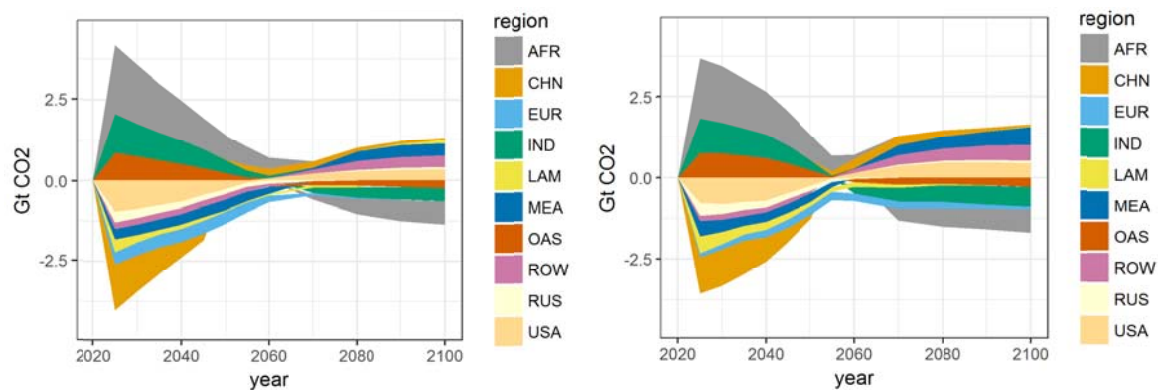 Gt CO2
2.5
0.0
-2.5
2020
2040
2060
2080
2100
year
region
AFR
CHN
EUR
IND
LAM
MEA
OAS
ROW
RUS
USA
Gt CO2
2.5
0.0
-2.5
2020
2040
2060
2080
2100
year
region
AFR
CHN
EUR
IND
LAM
MEA
OAS
ROW
RUS
USA